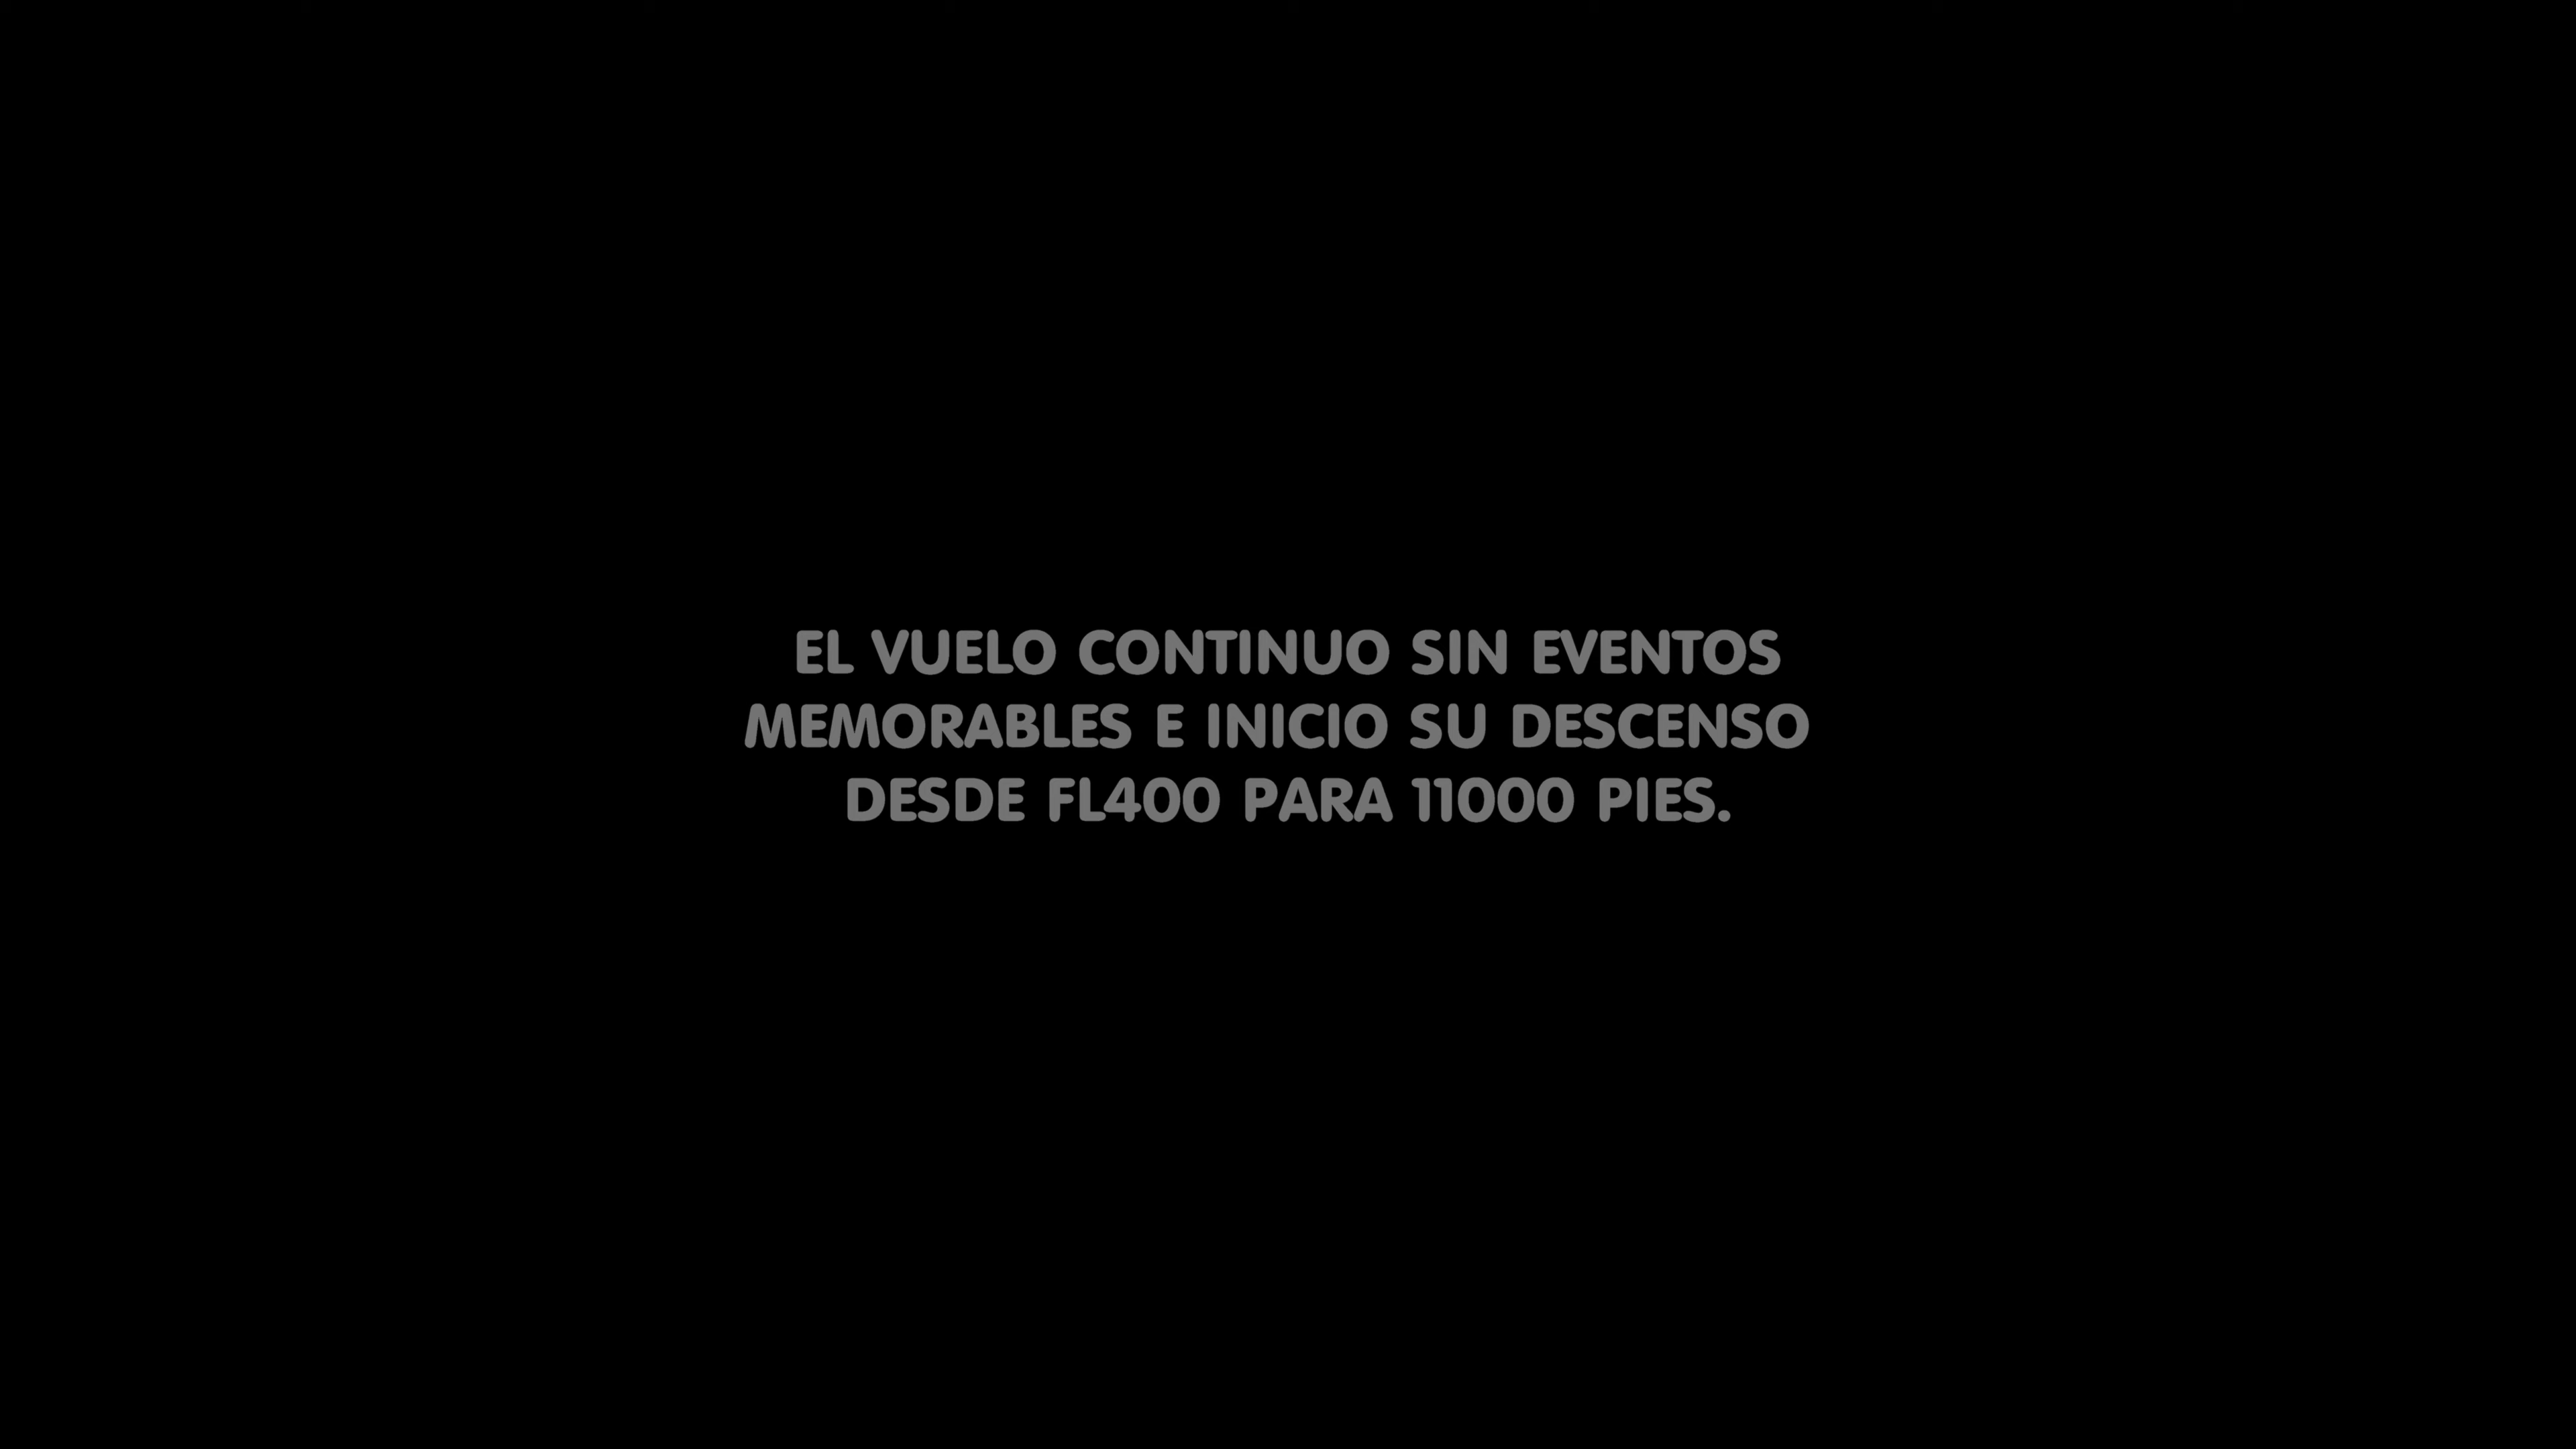 EL VUELO CONTINUO SIN EVENTOS
MEMORABLES E INICIO SU DESCENSO
DESDE FL400 PARA 11000 PIES.